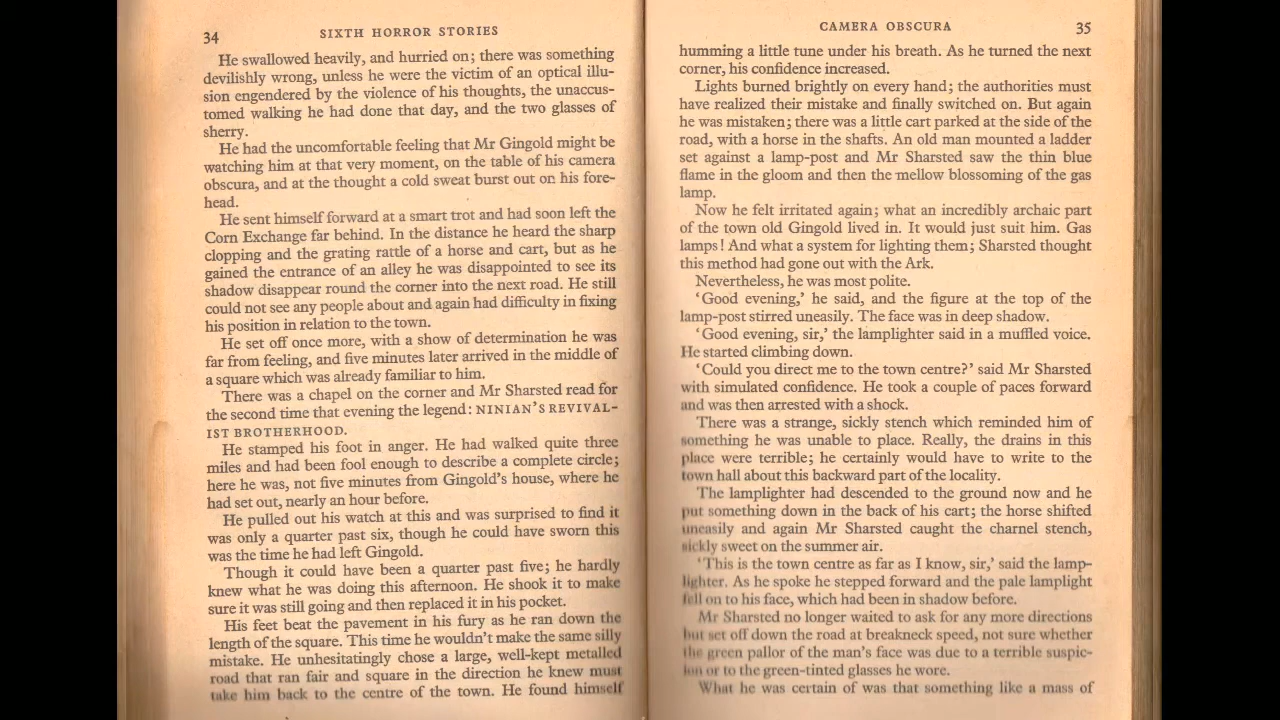 34
SIXTH HORROR STORIES
He swallowed heavily, and hurried on; there was something
devilishly wrong, unless he were the victim of an optical illu-
sion engendered by the violence of his thoughts, the unaccus-
tomed walking he had done that day, and the two glasses of
sherry.
He had the uncomfortable feeling that Mr Gingold might be
watching him at that very moment, on the table of his camera
obscura, and at the thought a cold sweat burst out on his fore-
head.
He sent himself forward at a smart trot and had soon left the
Corn Exchange far behind. In the distance he heard the sharp
clopping and the grating rattle of a horse and cart, but as he
gained the entrance of an alley he was disappointed to see its
shadow disappear round the corner into the next road. He still
could not see any people about and again had difficulty in fixing
his position in relation to the town.
He set off once more, with a show of determination he was
far from feeling, and five minutes later arrived in the middle of
a square which was already familiar to him.
There was a chapel on the corner and Mr Sharsted read for
the second time that evening the legend: NINIAN'S REVIVAL-
IST BROTHERHOOD.
He stamped his foot in anger. He had walked quite three
miles and had been fool enough to describe a complete circle;
here he was, not five minutes from Gingold's house, where he
had set out, nearly an hour before.
He pulled out his watch at this and was surprised to find it
was only a quarter past six, though he could have sworn this
was the time he had left Gingold.
Though it could have been a quarter past five; he hardly
knew what he was doing this afternoon. He shook it to make
sure it was still going and then replaced it in his pocket.
His feet beat the pavement in his fury as he ran down the
length of the square. This time he wouldn't make the same silly
mistake. He unhesitatingly chose a large, well-kept metalled
road that ran fair and square in the direction he knew must
take him back to the centre of the town. He found himself
CAMERA OBSCURA
35
humming a little tune under his breath. As he turned the next
corner, his confidence increased.
Lights burned brightly on every hand; the authorities must
have realized their mistake and finally switched on. But again
he was mistaken; there was a little cart parked at the side of the
road, with a horse in the shafts. An old man mounted a ladder
set against a lamp-post and Mr Sharsted saw the thin blue
flame in the gloom and then the mellow blossoming of the gas
lamp.
Now he felt irritated again; what an incredibly archaic part
of the town old Gingold lived in. It would just suit him. Gas
lamps! And what a system for lighting them; Sharsted thought
this method had gone out with the Ark.
Nevertheless, he was most polite.
'Good evening,' he said, and the figure at the top of the
lamp-post stirred uneasily. The face was in deep shadow.
'Good evening, sir,' the lamplighter said in a muffled voice.
He started climbing down.
'Could you direct me to the town centre?' said Mr Sharsted
with simulated confidence. He took a couple of paces forward
and was then arrested with a shock.
There was a strange, sickly stench which reminded him of
something he was unable to place. Really, the drains in this
place were terrible; he certainly would have to write to the
town hall about this backward part of the locality.
The lamplighter had descended to the ground now and he
put something down in the back of his cart; the horse shifted
uneasily and again Mr Sharsted caught the charnel stench,
sickly sweet on the summer air.
'This is the town centre as far as I know, sir,' said the lamp-
lighter. As he spoke he stepped forward and the pale lamplight
fell on to his face, which had been in shadow before.
Mr Sharsted no longer waited to ask for any more directions
but set off down the road at breakneck speed, not sure whether
the green pallor of the man's face was due to a terrible suspic-
ion or to the green-tinted glasses he wore.
What he was certain of was that something like a mass of